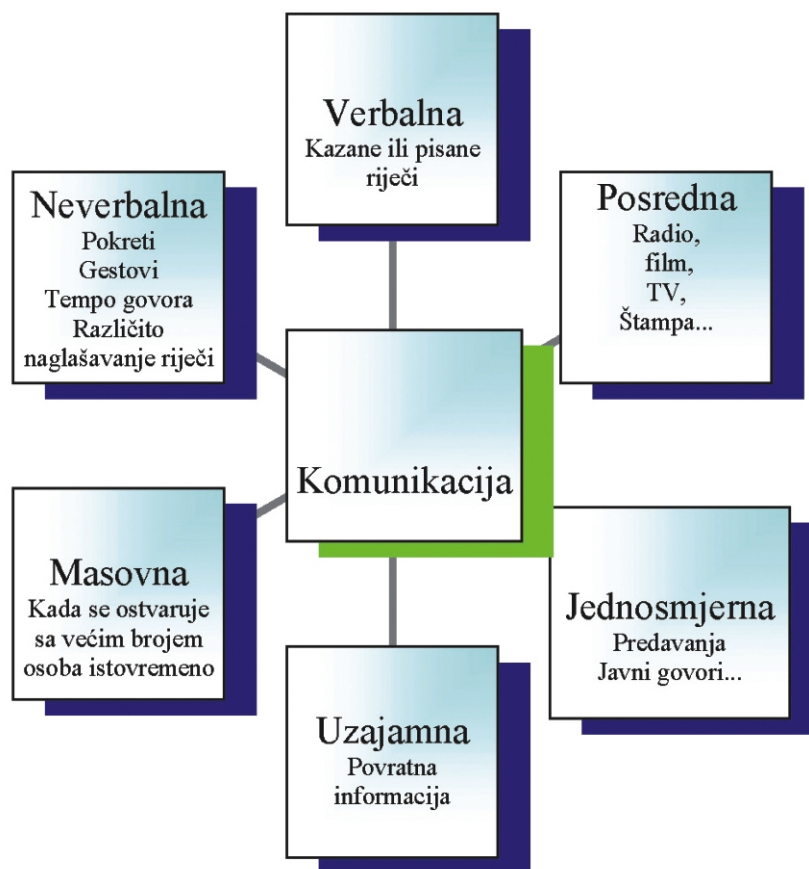 Verbalna
Kazane ili pisane
riječi
Neverbalna
Pokreti
Gestovi
Tempo govora
Različito
naglašavanje riječi
Posredna
Radio,
film,
TV,
Štampa...
Komunikacija
Masovna
Kada se ostvaruje
sa većim brojem
osoba istovremeno
Jednosmjerna
Predavanja
Javni govori...
Uzajamna
Povratna
informacija